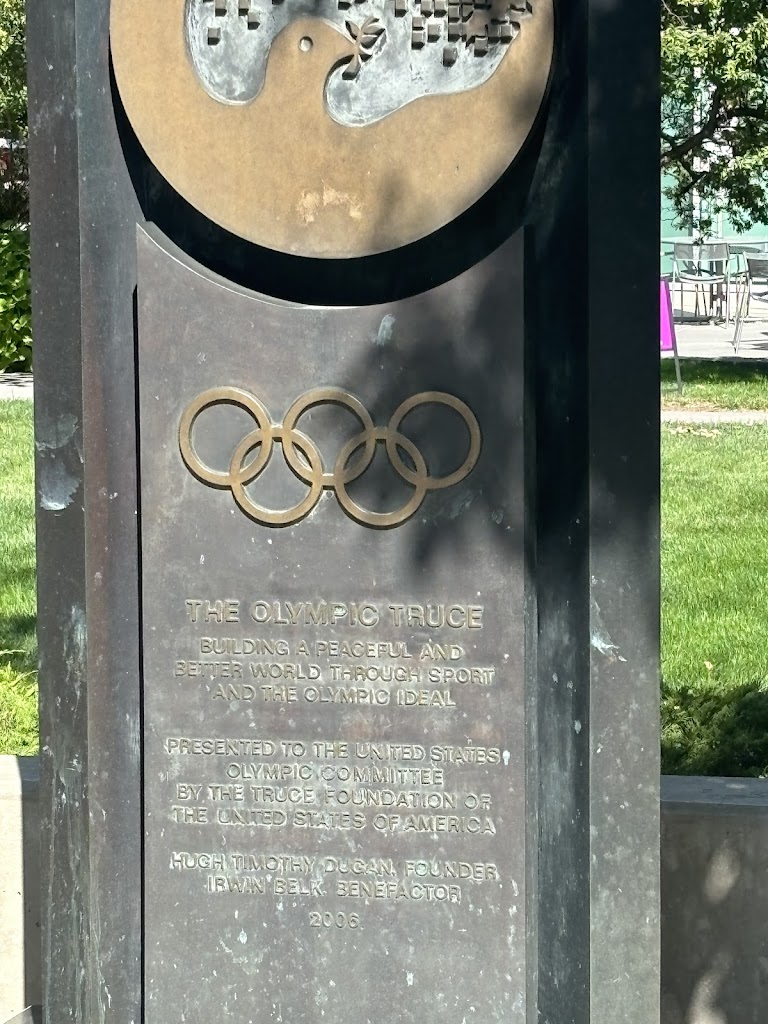 THE OLYMPIC TRUCE
BUILDING A PEACEFUL AND
BETTER WORLD THROUGH SPORT
AND THE OLYMPIC IDEAL
PRESENTED TO THE UNITED STATES
OLYMPIC COMMITTEE
BY THE TRUCE FOUNDATION OF
THE UNITED STATES OF AMERICA
HUGH TIMOTHY DUGAN, FOUNDER
IRWIN BELK, BENEFACTOR
2006